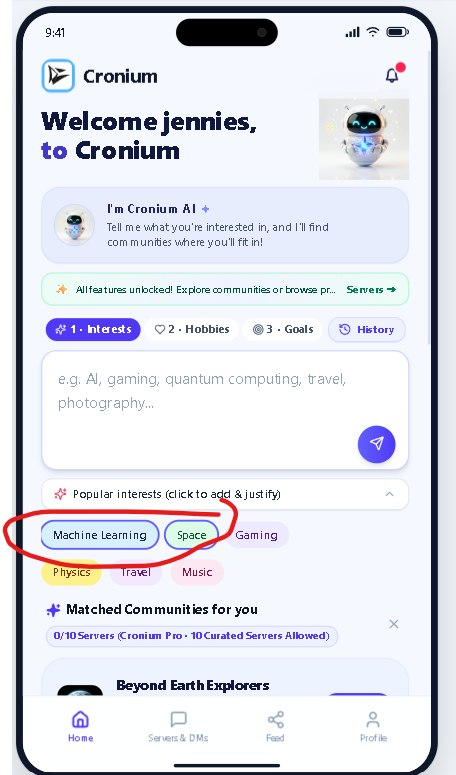 9:41
Cronium
Welcome jennies,
to Cronium
I'm Cronium AI
Tell me what you're interested in, and I'll find
communities where you'll fit in!
All features unlocked! Explore communities or browse pr... Servers →
1 · Interests 2 · Hobbies 3 · Goals History
e.g. AI, gaming, quantum computing, travel,
photography...
Popular interests (click to add & justify)
Machine Learning Space Gaming
Physics Travel Music
Matched Communities for you
0/10 Servers (Cronium Pro · 10 Curated Servers Allowed)
Beyond Earth Explorers
Home Servers & DMs Feed Profile